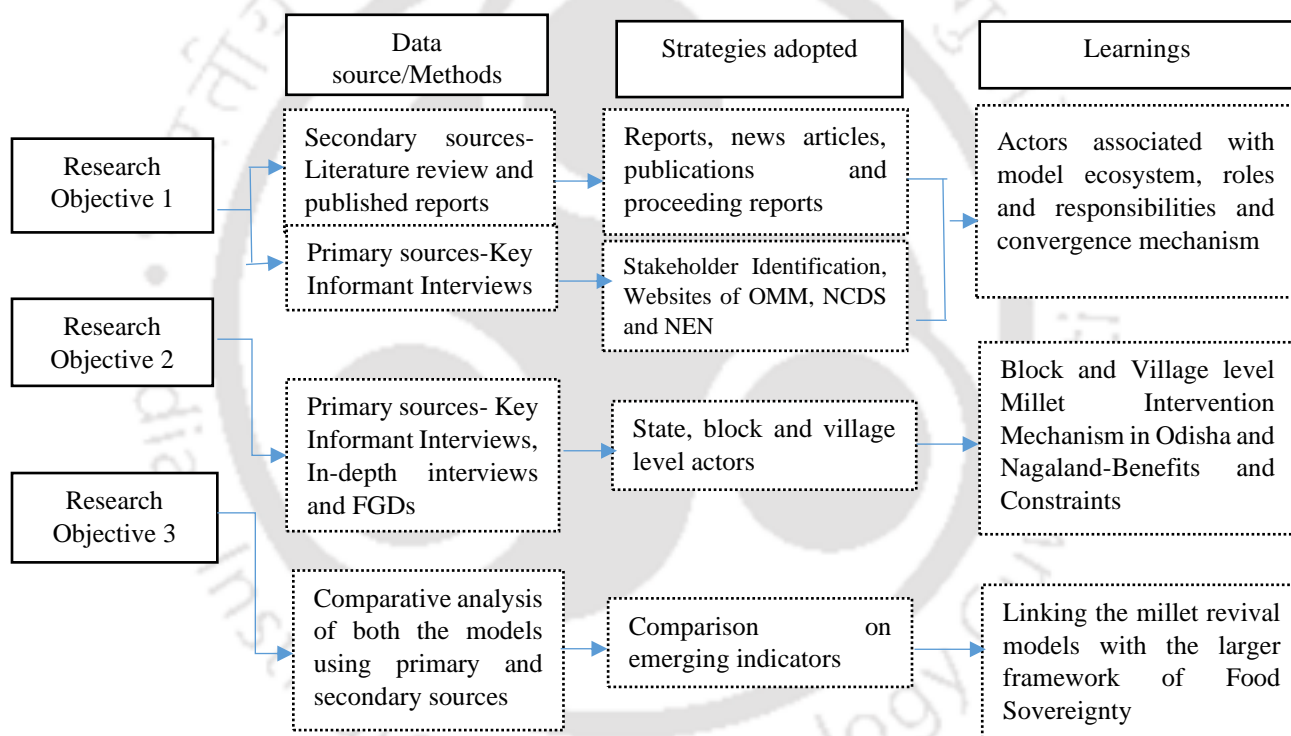 Data
source/Methods
Strategies adopted
Learnings
Research
Objective 1
Secondary sources-
Literature review and
published reports
Reports, news articles,
publications and
proceeding reports
Actors associated with
model ecosystem, roles
and responsibilities and
convergence mechanism
Primary sources-Key
Informant Interviews
Stakeholder Identification,
Websites of OMM, NCDS
and NEN
Research
Objective 2
Primary sources- Key
Informant Interviews,
In-depth interviews
and FGDs
State, block and village
level actors
Block and Village level
Millet Intervention
Mechanism in Odisha and
Nagaland-Benefits and
Constraints
Research
Objective 3
Comparative analysis
of both the models
using primary and
secondary sources
Comparison on
emerging indicators
Linking the millet revival
models with the larger
framework of Food
Sovereignty